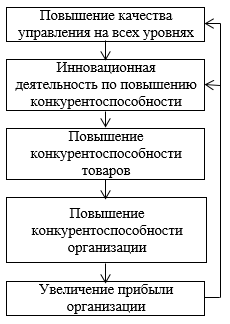 Повышение качества
управления на всех уровнях
Инновационная
деятельность по повышению
конкурентоспособности
Повышение
конкурентоспособности
товаров
Повышение
конкурентоспособности
организации
Увеличение прибыли
организации